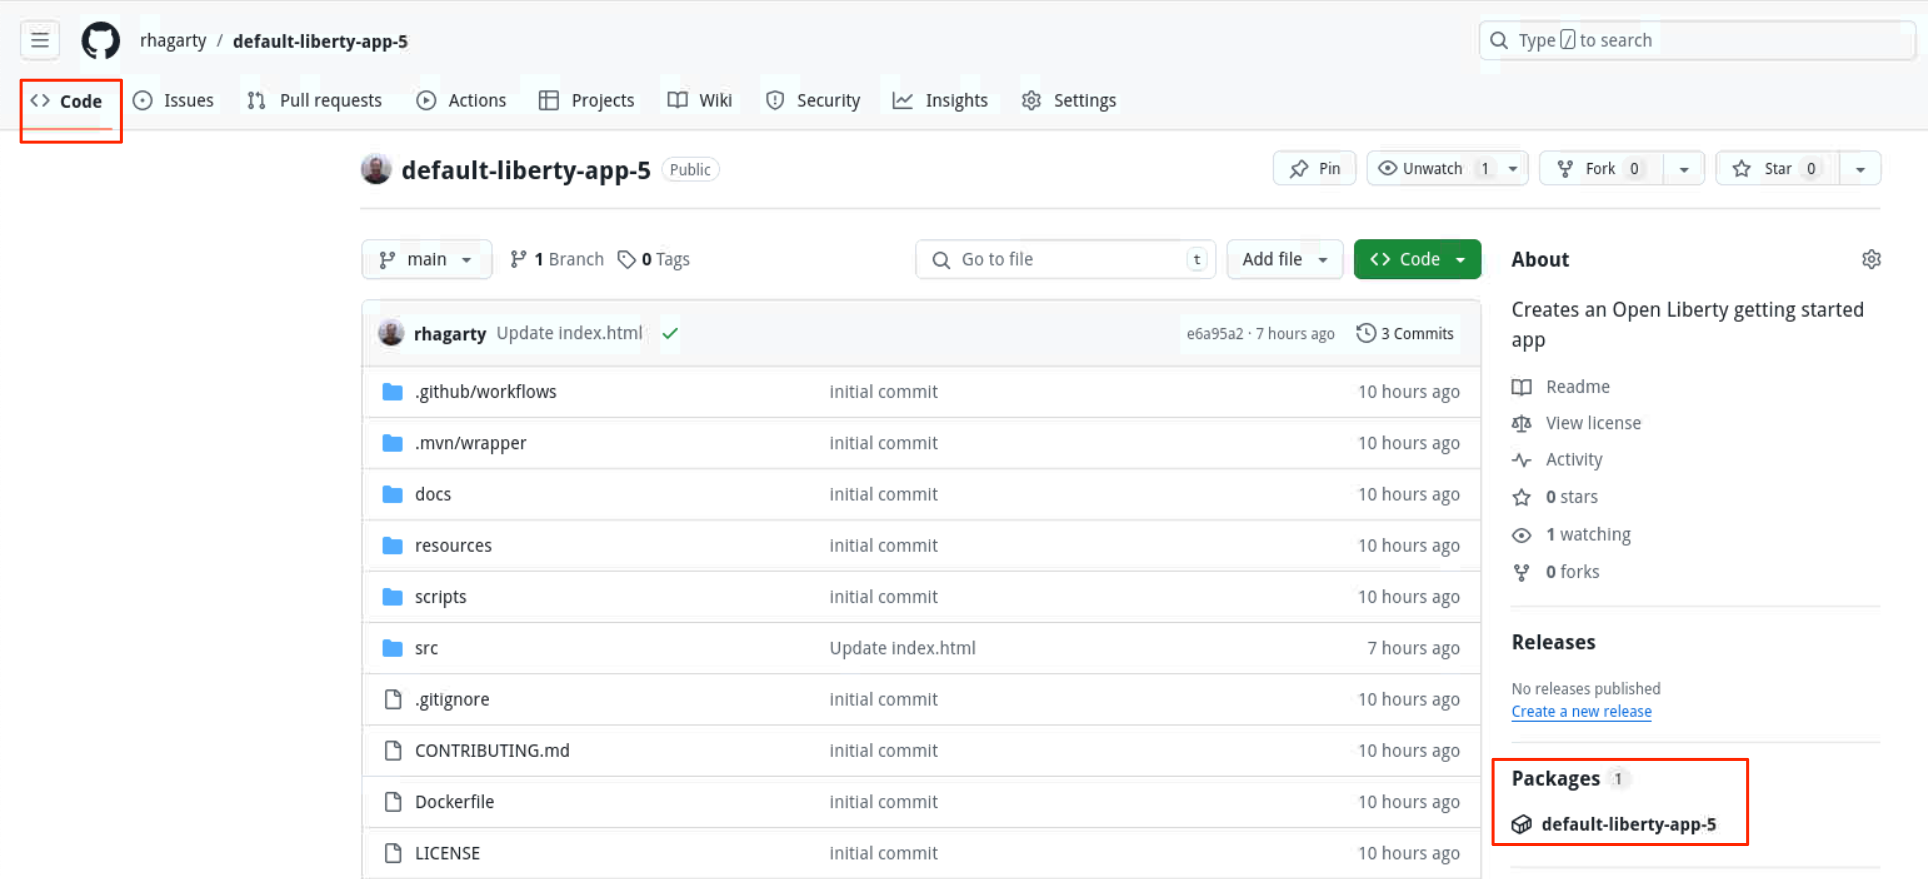 rhagarty / default-liberty-app-5
Type / to search
Code Issues Pull requests Actions Projects Wiki Security Insights Settings
default-liberty-app-5 Public
Pin Unwatch 1 Fork 0 Star 0
main 1 Branch 0 Tags Go to file t Add file Code
About
Creates an Open Liberty getting started
app
rhagarty Update index.html e6a95a2 · 7 hours ago 3 Commits
.github/workflows initial commit 10 hours ago
.mvn/wrapper initial commit 10 hours ago
docs initial commit 10 hours ago
resources initial commit 10 hours ago
scripts initial commit 10 hours ago
src Update index.html 7 hours ago
.gitignore initial commit 10 hours ago
CONTRIBUTING.md initial commit 10 hours ago
Dockerfile initial commit 10 hours ago
LICENSE initial commit 10 hours ago
Readme
View license
Activity
0 stars
1 watching
0 forks
Releases
No releases published
Create a new release
Packages 1
default-liberty-app-5